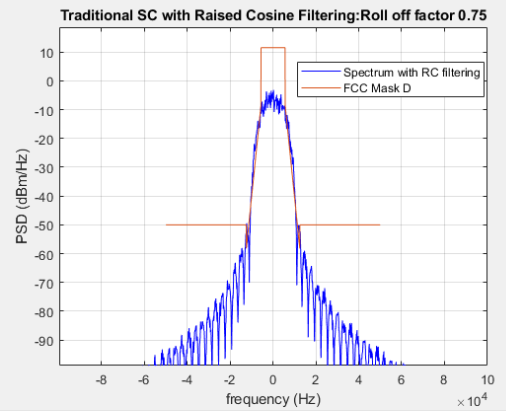 Traditional SC with Raised Cosine Filtering:Roll off factor 0.75
10
0
-10
-20
-30
-40
-50
-60
-70
-80
-90
PSD (dBm/Hz)
Spectrum with RC filtering
FCC Mask D
-8 -6 -4 -2 0 2 4 6 8 10
frequency (Hz)
×10⁴